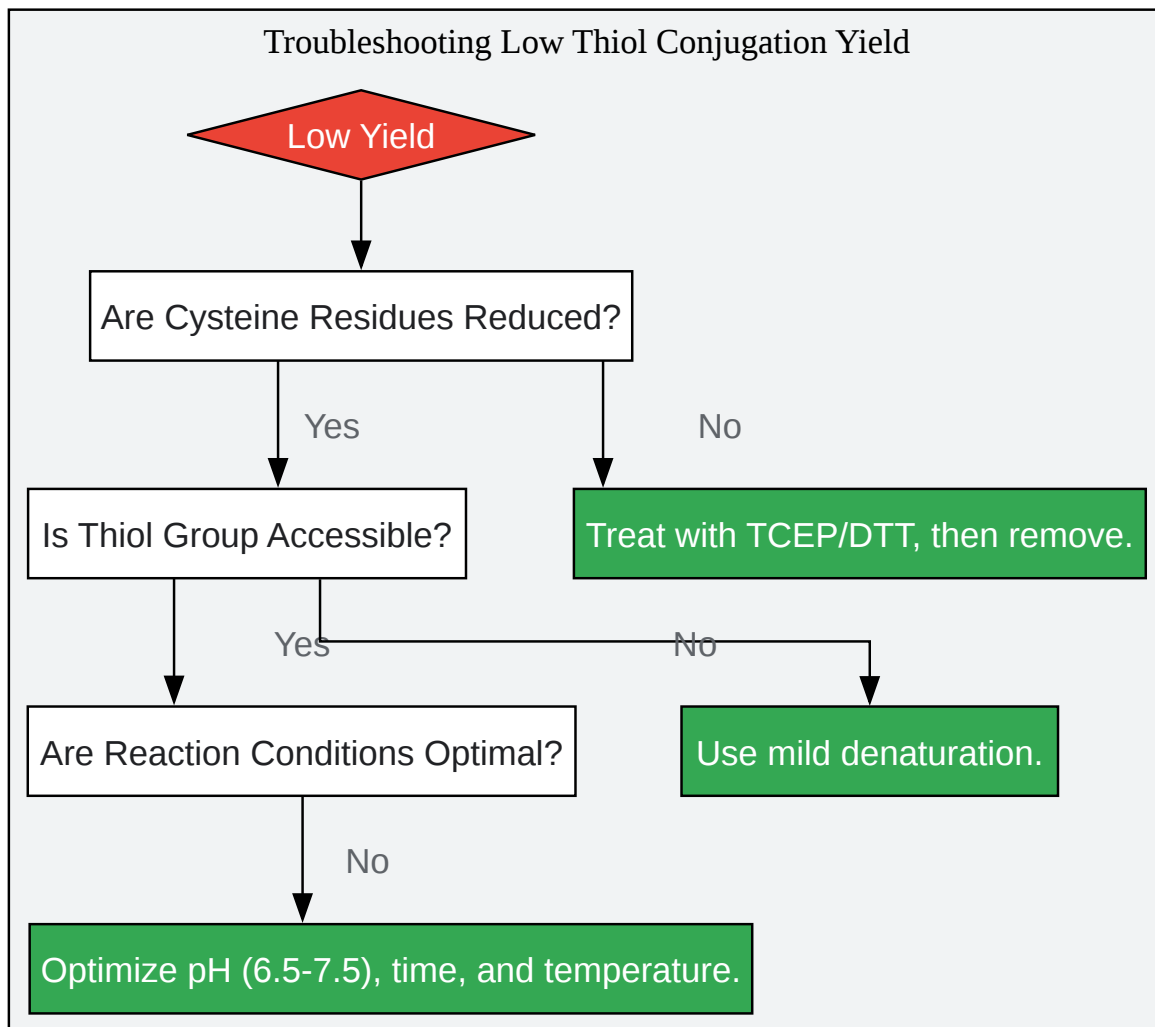 Troubleshooting Low Thiol Conjugation Yield
Low Yield
Are Cysteine Residues Reduced?
Yes
No
Is Thiol Group Accessible?
Treat with TCEP/DTT, then remove.
Yes
No
Are Reaction Conditions Optimal?
Use mild denaturation.
No
Optimize pH (6.5-7.5), time, and temperature.